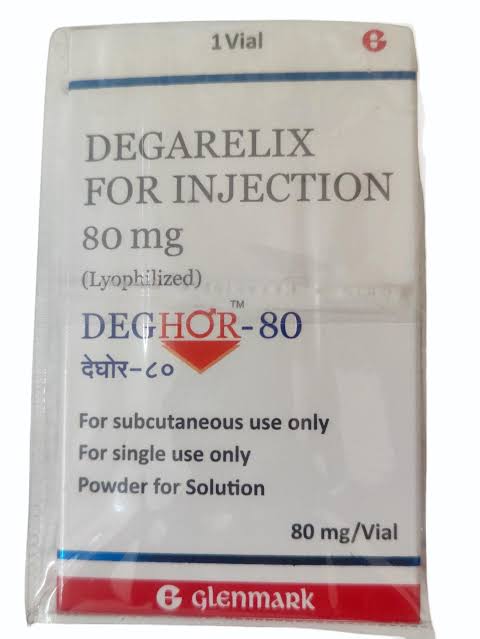 1 Vial
DEGARELIX
FOR INJECTION
80 mg
(Lyophilized)
DEGHOR™-80
देघोर-८०
For subcutaneous use only
For single use only
Powder for Solution
80 mg/Vial
G glenmark